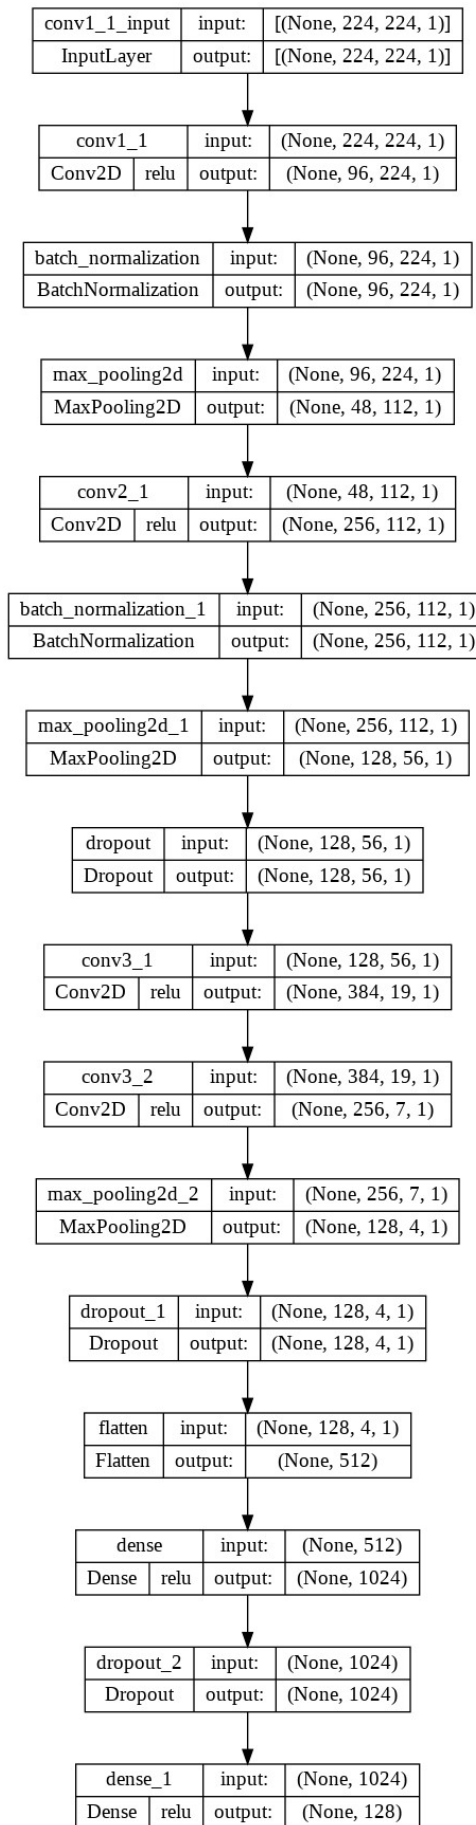 conv1_1_input input: [(None, 224, 224, 1)]
InputLayer output: [(None, 224, 224, 1)]
conv1_1 input: (None, 224, 224, 1)
Conv2D relu output: (None, 96, 224, 1)
batch_normalization input: (None, 96, 224, 1)
BatchNormalization output: (None, 96, 224, 1)
max_pooling2d input: (None, 96, 224, 1)
MaxPooling2D output: (None, 48, 112, 1)
conv2_1 input: (None, 48, 112, 1)
Conv2D relu output: (None, 256, 112, 1)
batch_normalization_1 input: (None, 256, 112, 1)
BatchNormalization output: (None, 256, 112, 1)
max_pooling2d_1 input: (None, 256, 112, 1)
MaxPooling2D output: (None, 128, 56, 1)
dropout input: (None, 128, 56, 1)
Dropout output: (None, 128, 56, 1)
conv3_1 input: (None, 128, 56, 1)
Conv2D relu output: (None, 384, 19, 1)
conv3_2 input: (None, 384, 19, 1)
Conv2D relu output: (None, 256, 7, 1)
max_pooling2d_2 input: (None, 256, 7, 1)
MaxPooling2D output: (None, 128, 4, 1)
dropout_1 input: (None, 128, 4, 1)
Dropout output: (None, 128, 4, 1)
flatten input: (None, 128, 4, 1)
Flatten output: (None, 512)
dense input: (None, 512)
Dense relu output: (None, 1024)
dropout_2 input: (None, 1024)
Dropout output: (None, 1024)
dense_1 input: (None, 1024)
Dense relu output: (None, 128)